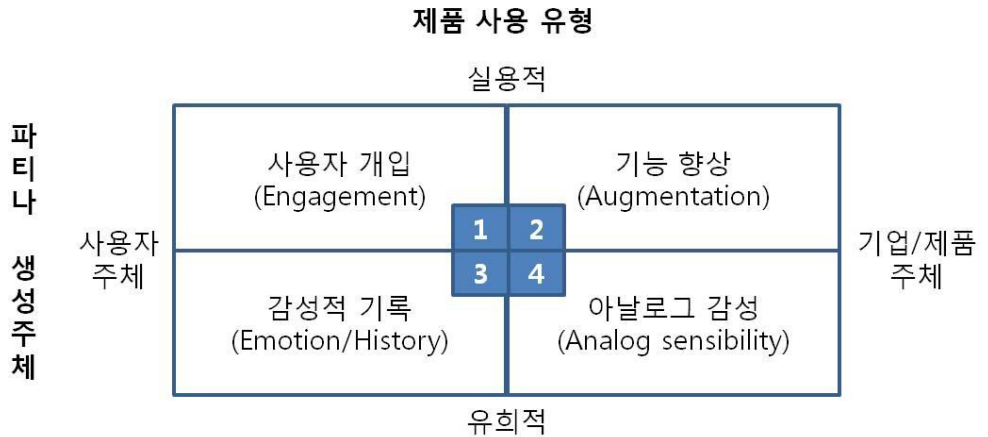 제품 사용 유형
실용적
파티나 생성주체
사용자 개입
(Engagement)
기능 향상
(Augmentation)
1 2
사용자
주체
기업/제품
주체
3 4
감성적 기록
(Emotion/History)
아날로그 감성
(Analog sensibility)
유희적